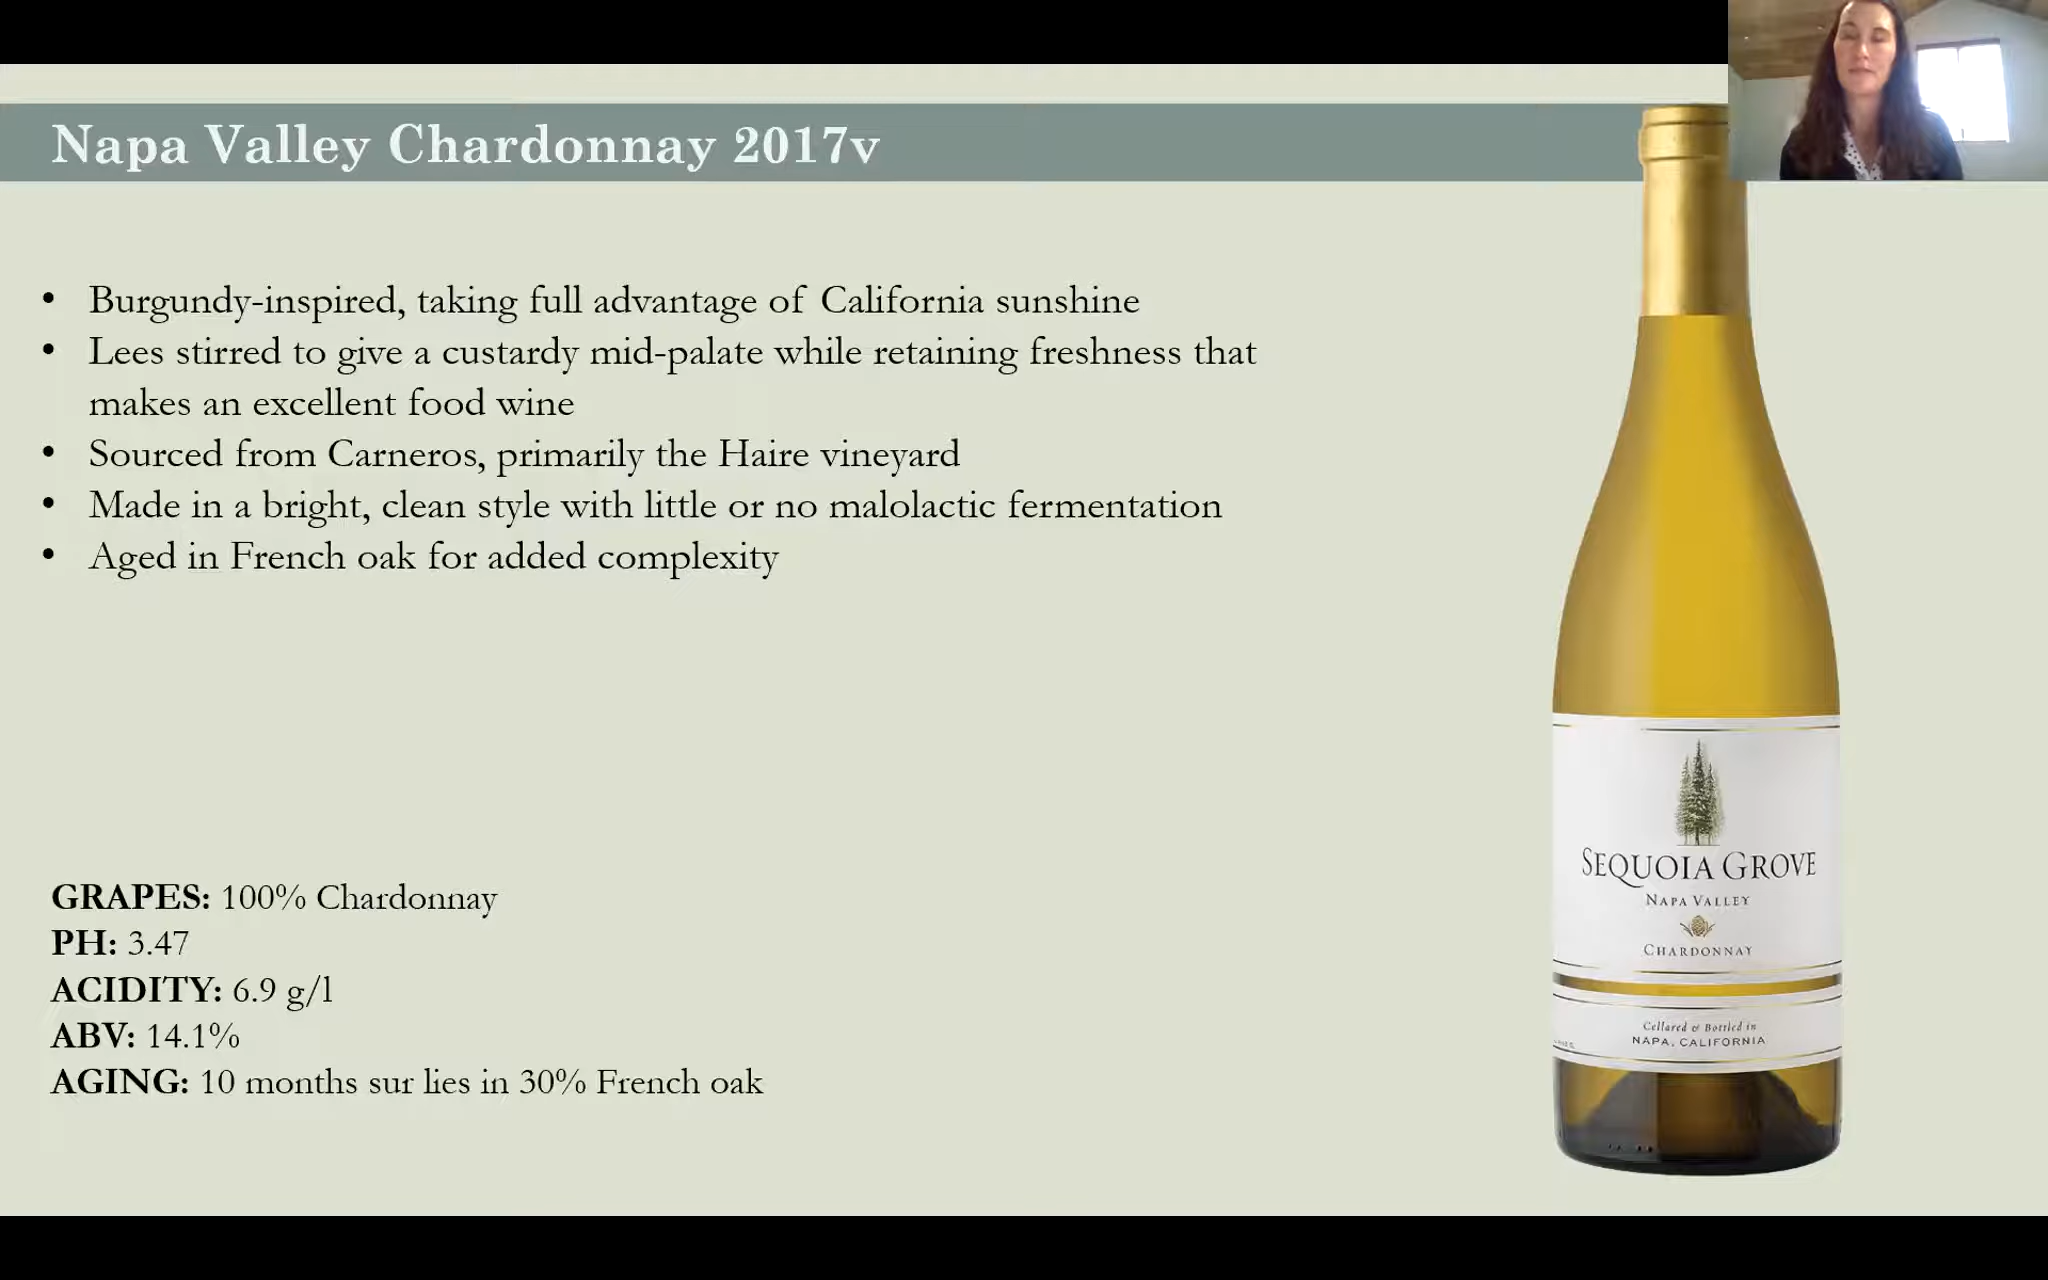 Napa Valley Chardonnay 2017v
• Burgundy-inspired, taking full advantage of California sunshine
• Lees stirred to give a custardy mid-palate while retaining freshness that
makes an excellent food wine
• Sourced from Carneros, primarily the Haire vineyard
• Made in a bright, clean style with little or no malolactic fermentation
• Aged in French oak for added complexity
GRAPES: 100% Chardonnay
PH: 3.47
ACIDITY: 6.9 g/l
ABV: 14.1%
AGING: 10 months sur lies in 30% French oak
SEQUOIA GROVE
NAPA VALLEY
CHARDONNAY
Cellared & Bottled in
NAPA, CALIFORNIA